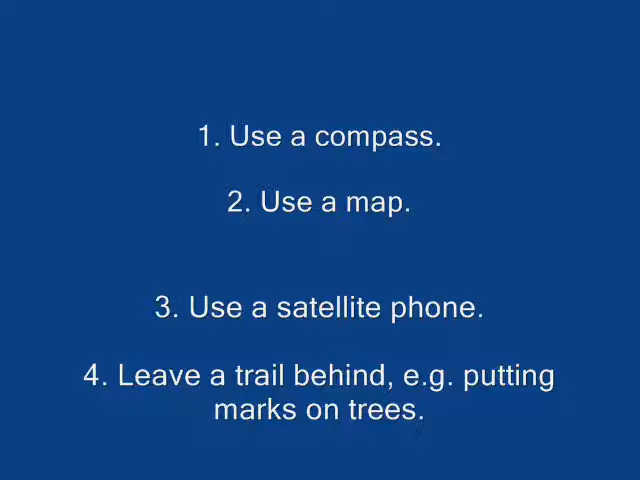 1. Use a compass.
2. Use a map.
3. Use a satellite phone.
4. Leave a trail behind, e.g. putting
marks on trees.